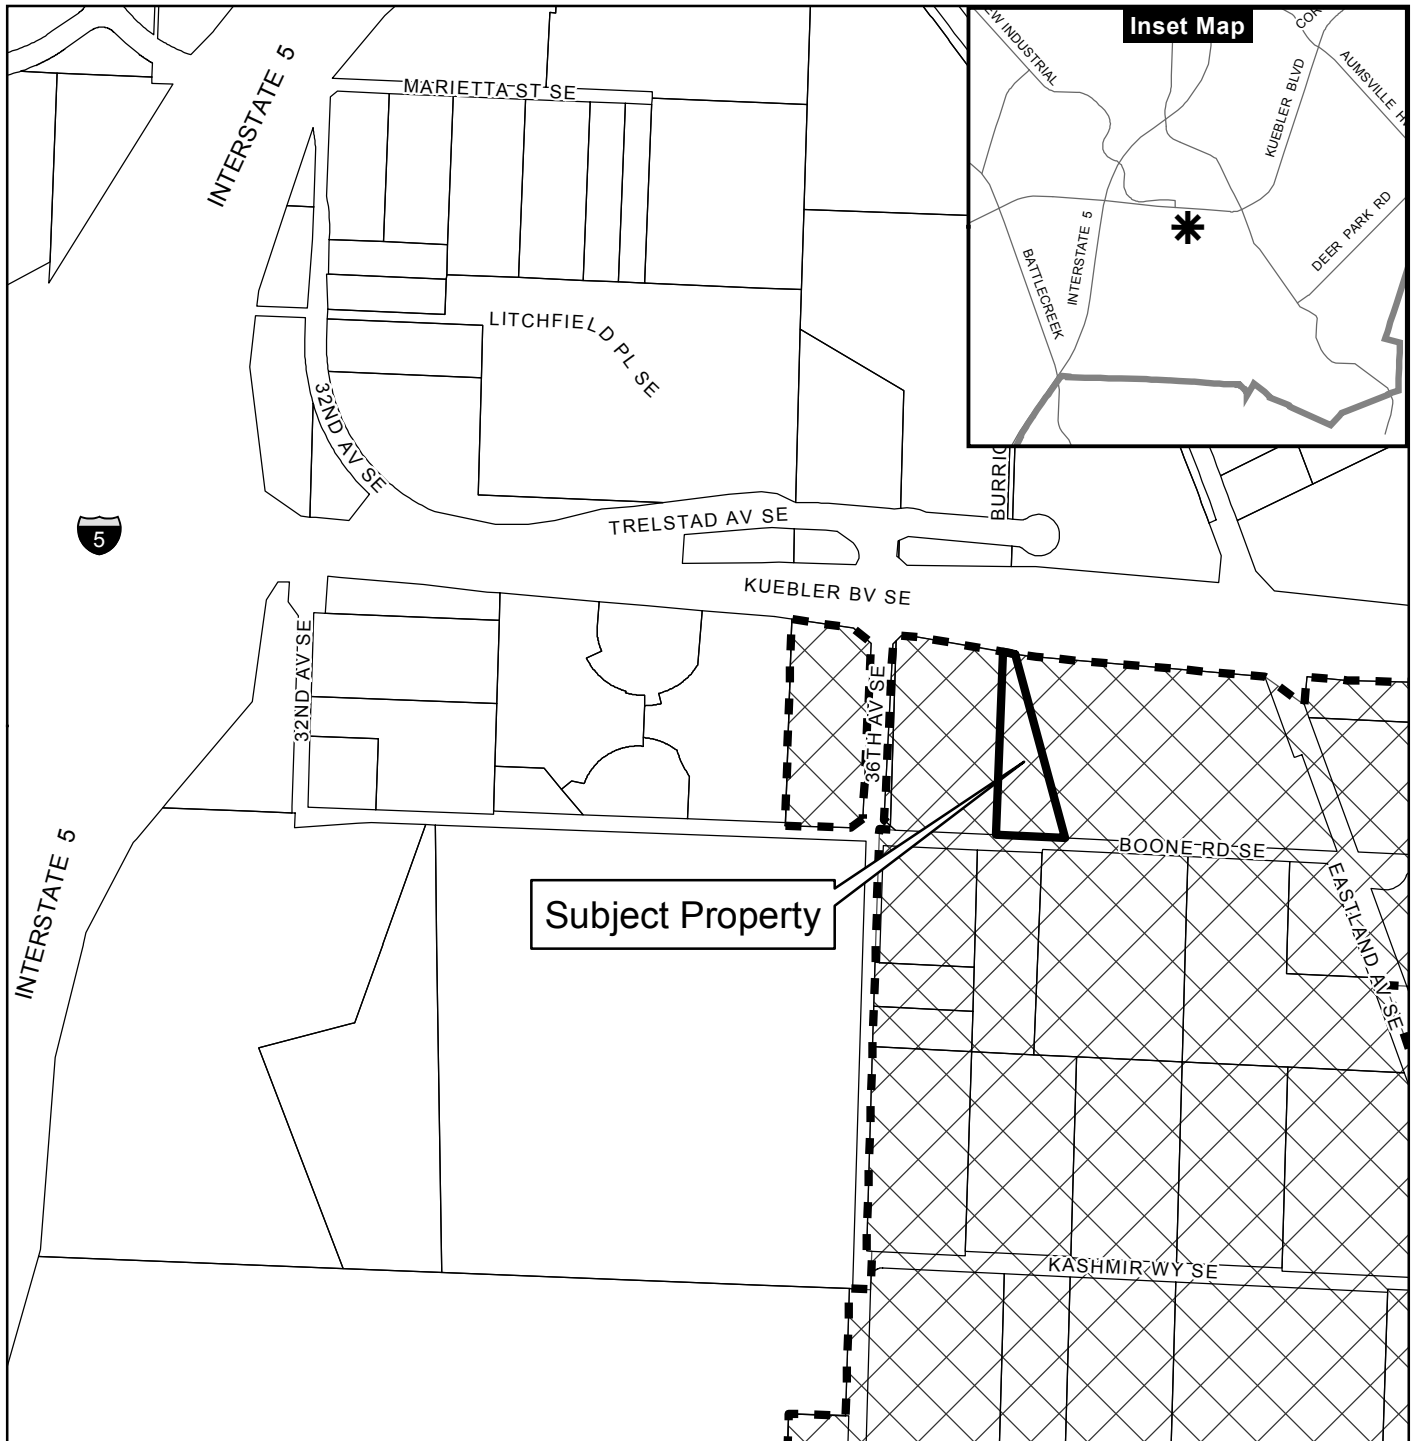 Inset Map
INTERSTATE 5
MARIETTA ST SE
INDUSTRIAL
KUEBLER BLVD
AUMSVILLE
DEER PARK RD
INTERSTATE 5
BATTLECREEK
LITCHFIELD PL SE
32ND AV SE
TRELSTAD AV SE
BURRIC
5
KUEBLER BV SE
32ND AV SE
36TH AV SE
BOONE RD SE
INTERSTATE 5
Subject Property
EASTLAND AV SE
KASHMIR WY SE